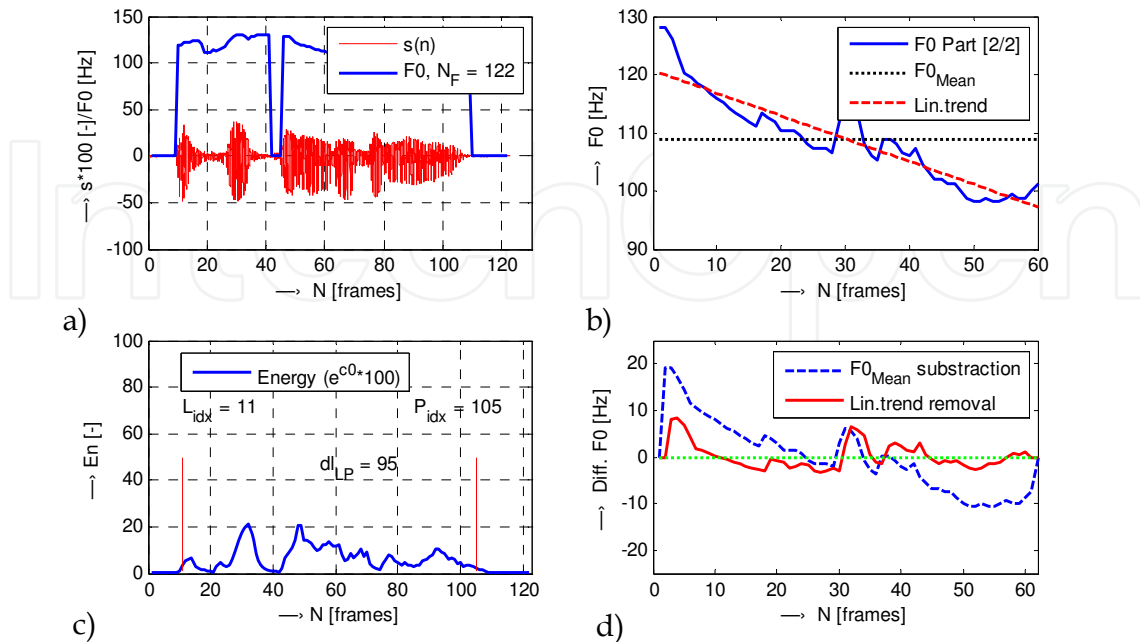 150
100
50
0
-50
-100
→ s*100 [-]/F0 [Hz]
s(n)
F0, N_F = 122
0 20 40 60 80 100 120
→ N [frames]
a)
130
120
110
100
90
→ F0 [Hz]
F0 Part [2/2]
F0_Mean
Lin.trend
0 10 20 30 40 50 60
→ N [frames]
b)
100
80
60
40
20
0
→ En [-]
Energy (e^c0*100)
L_idx = 11
P_idx = 105
dl_LP = 95
0 20 40 60 80 100 120
→ N [frames]
c)
20
10
0
-10
-20
→ Diff. F0 [Hz]
F0_Mean substraction
Lin.trend removal
0 10 20 30 40 50 60
→ N [frames]
d)
InTechOpen